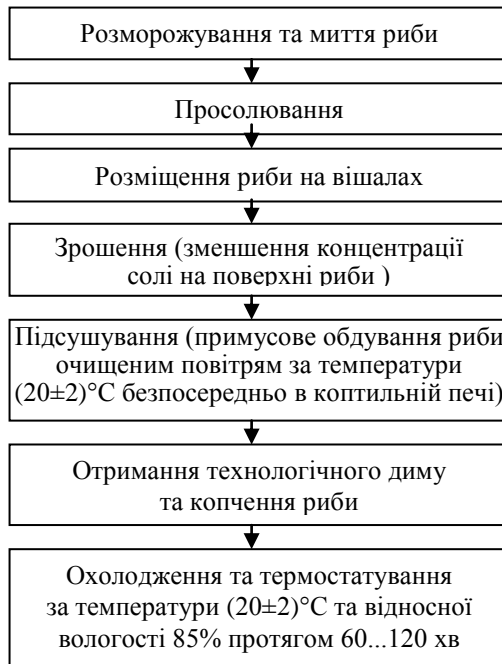 Розморожування та миття риби
Просолювання
Розміщення риби на вішалах
Зрошення (зменшення концентрації
солі на поверхні риби )
Підсушування (примусове обдування риби
очищеним повітрям за температури
(20±2)°С безпосередньо в коптильній печі)
Отримання технологічного диму
та копчення риби
Охолодження та термостатування
за температури (20±2)°С та відносної
вологості 85% протягом 60...120 хв